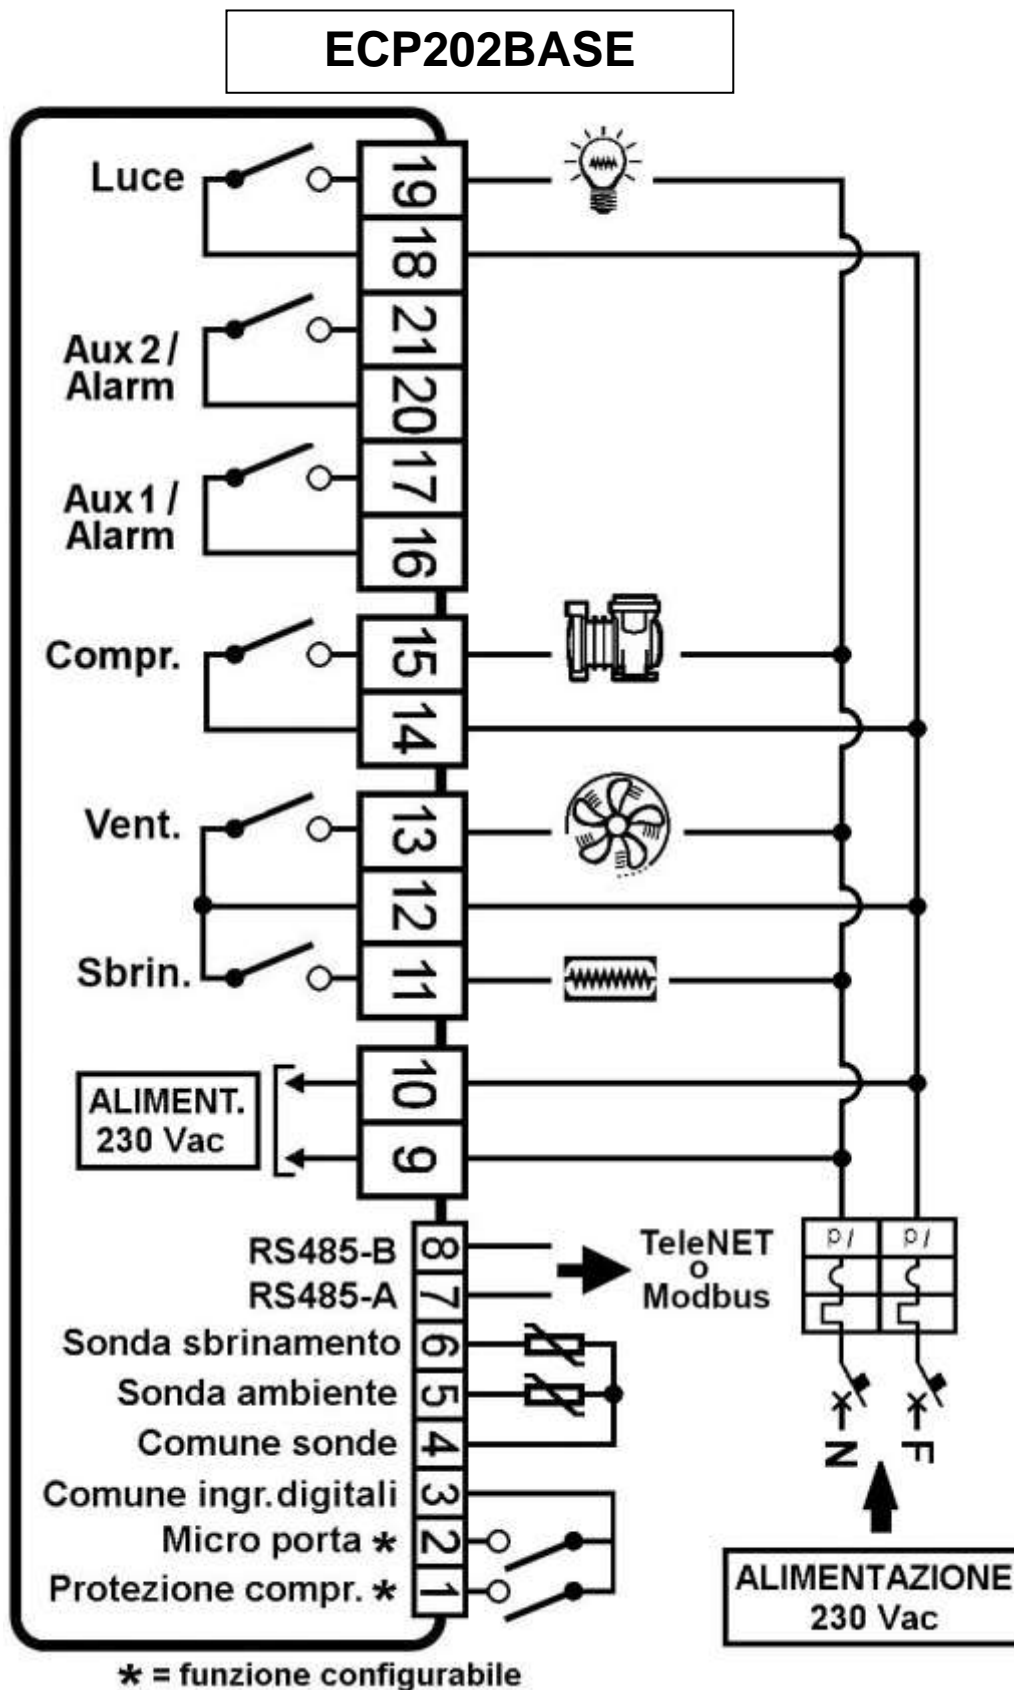 ECP202BASE
Luce
19
18
Aux 2 /
Alarm
21
20
Aux 1 /
Alarm
17
16
Compr.
15
14
Vent.
13
12
Sbrin.
11
ALIMENT.
230 Vac
10
9
RS485-B
8
RS485-A
7
TeleNET
o
Modbus
Id
Id
Sonda sbrinamento
6
Sonda ambiente
5
Comune sonde
4
N
F
Comune ingr.digitali
3
Micro porta *
2
Protezione compr. *
1
ALIMENTAZIONE
230 Vac
* = funzione configurabile